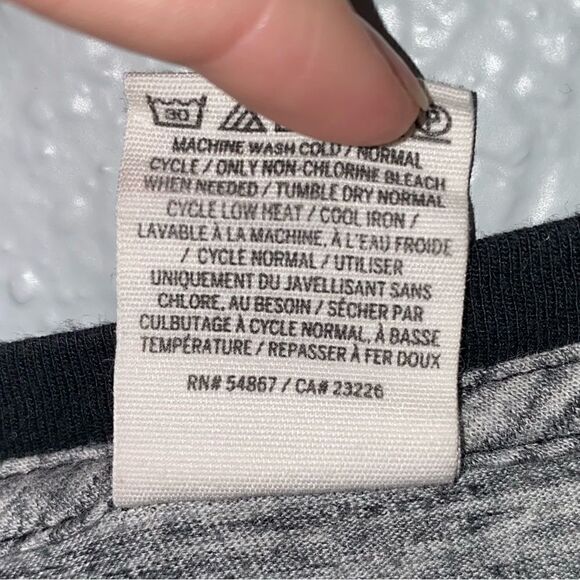 30 P
MACHINE WASH COLD / NORMAL
CYCLE / ONLY NON-CHLORINE BLEACH
WHEN NEEDED / TUMBLE DRY NORMAL
CYCLE LOW HEAT / COOL IRON /
LAVABLE À LA MACHINE, À L'EAU FROIDE
/ CYCLE NORMAL / UTILISER
UNIQUEMENT DU JAVELLISANT SANS
CHLORE, AU BESOIN / SÉCHER PAR
CULBUTAGE À CYCLE NORMAL, À BASSE
TEMPÉRATURE / REPASSER À FER DOUX
RN# 54867 / CA# 23226